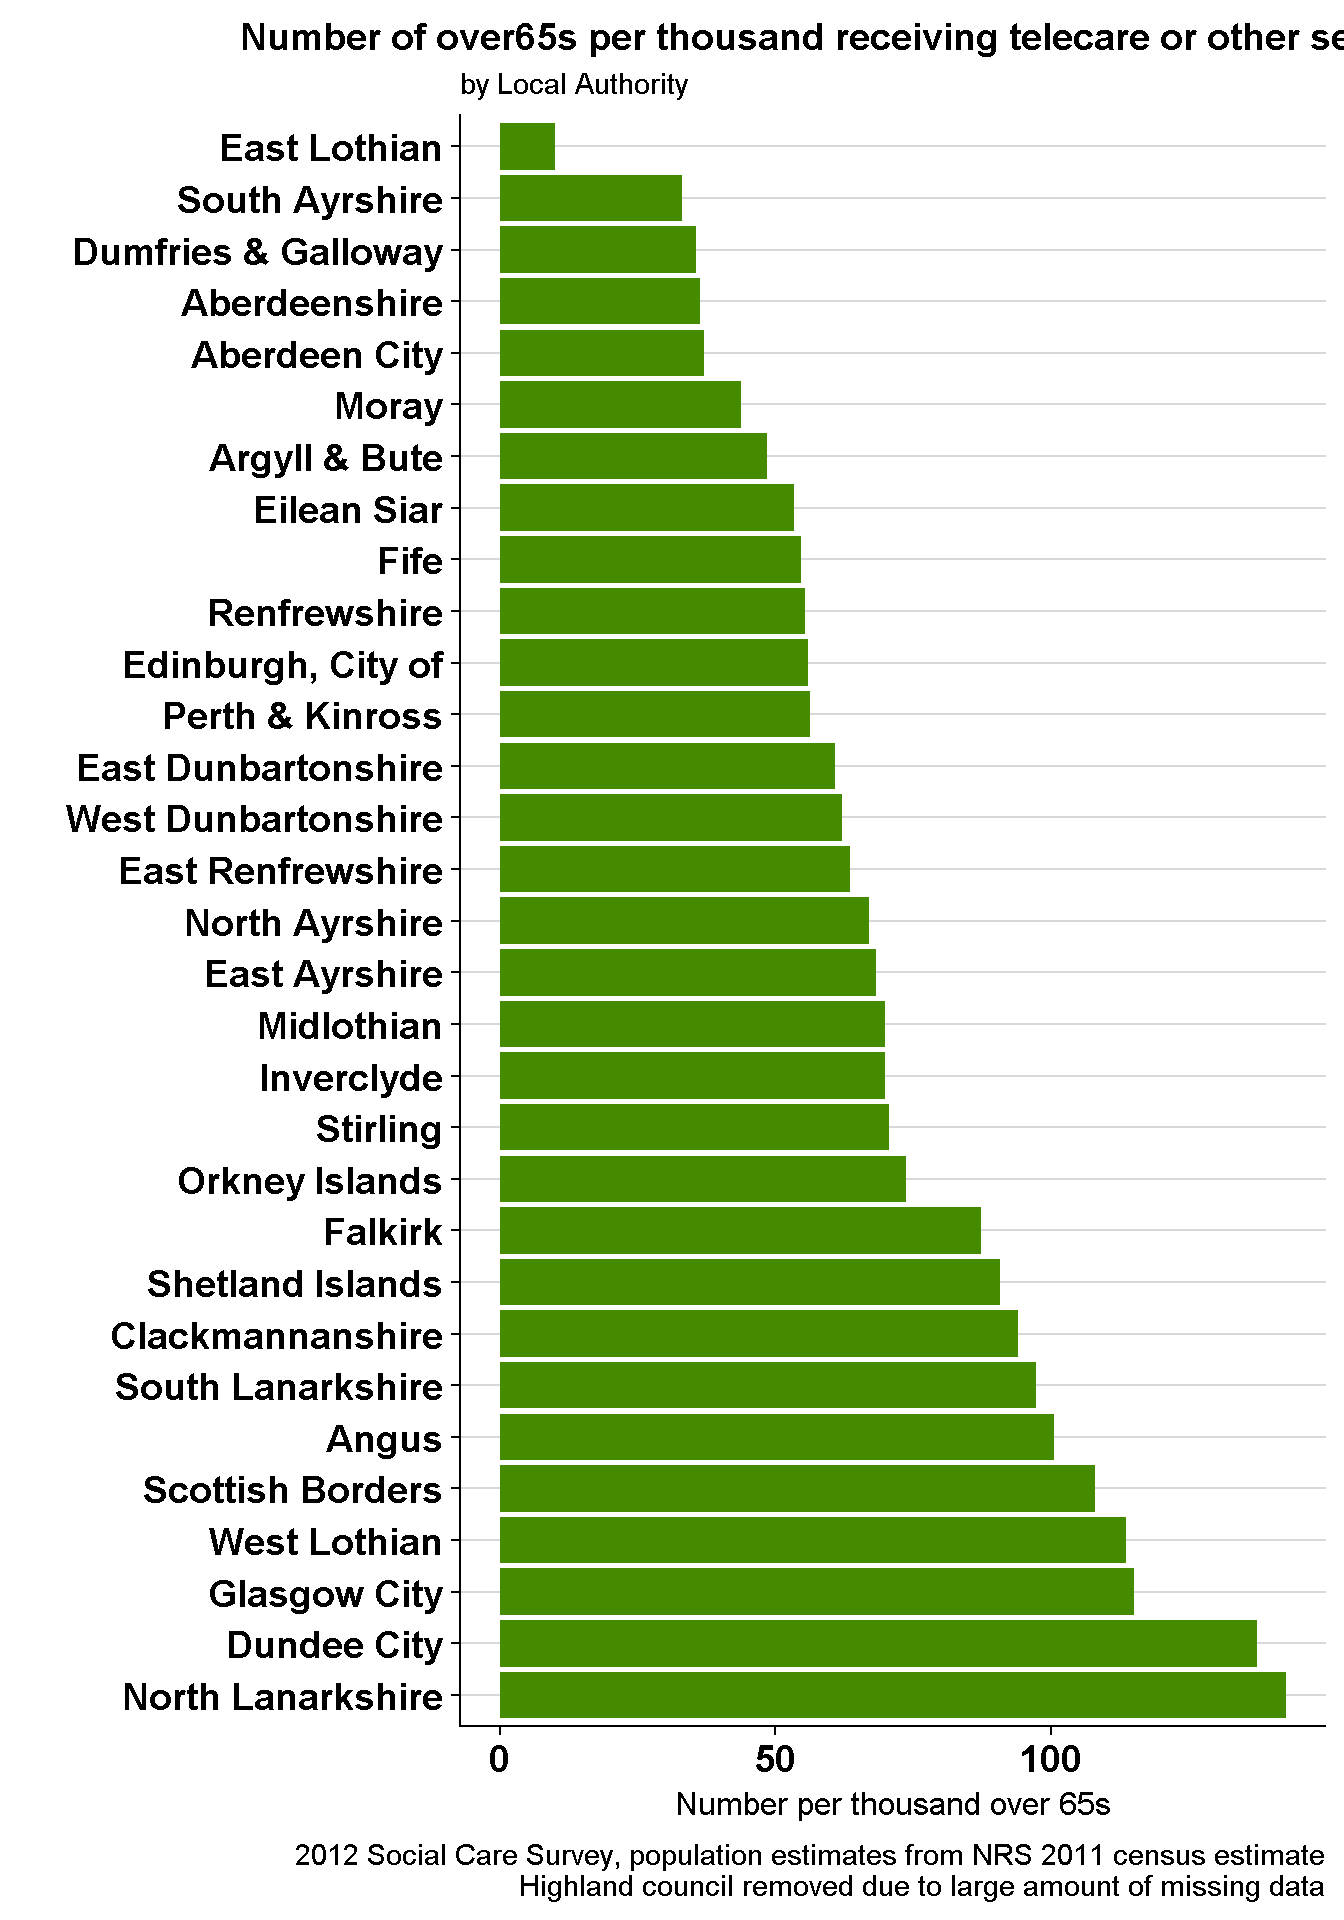 Number of over65s per thousand receiving telecare or other se
by Local Authority
East Lothian
South Ayrshire
Dumfries & Galloway
Aberdeenshire
Aberdeen City
Moray
Argyll & Bute
Eilean Siar
Fife
Renfrewshire
Edinburgh, City of
Perth & Kinross
East Dunbartonshire
West Dunbartonshire
East Renfrewshire
North Ayrshire
East Ayrshire
Midlothian
Inverclyde
Stirling
Orkney Islands
Falkirk
Shetland Islands
Clackmannanshire
South Lanarkshire
Angus
Scottish Borders
West Lothian
Glasgow City
Dundee City
North Lanarkshire
0 50 100
Number per thousand over 65s
2012 Social Care Survey, population estimates from NRS 2011 census estimate
Highland council removed due to large amount of missing data